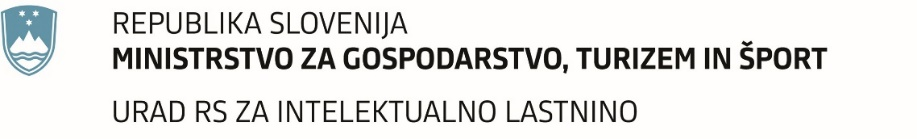 REPUBLIKA SLOVENIJA
MINISTRSTVO ZA GOSPODARSTVO, TURIZEM IN ŠPORT
URAD RS ZA INTELEKTUALNO LASTNINO